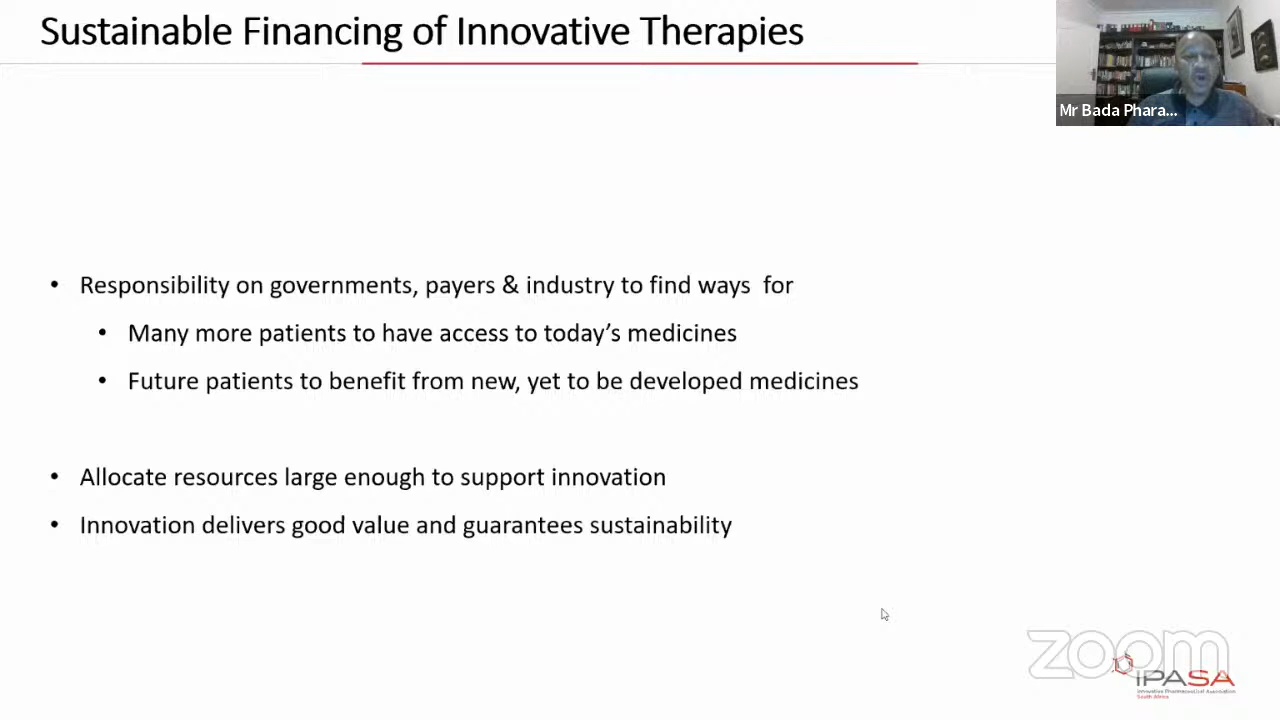 Sustainable Financing of Innovative Therapies
Mr Bada Phara...
• Responsibility on governments, payers & industry to find ways  for
• Many more patients to have access to today's medicines
• Future patients to benefit from new, yet to be developed medicines
• Allocate resources large enough to support innovation
• Innovation delivers good value and guarantees sustainability
zoom
iPASA
Innovative Pharmaceutical Association
South Africa